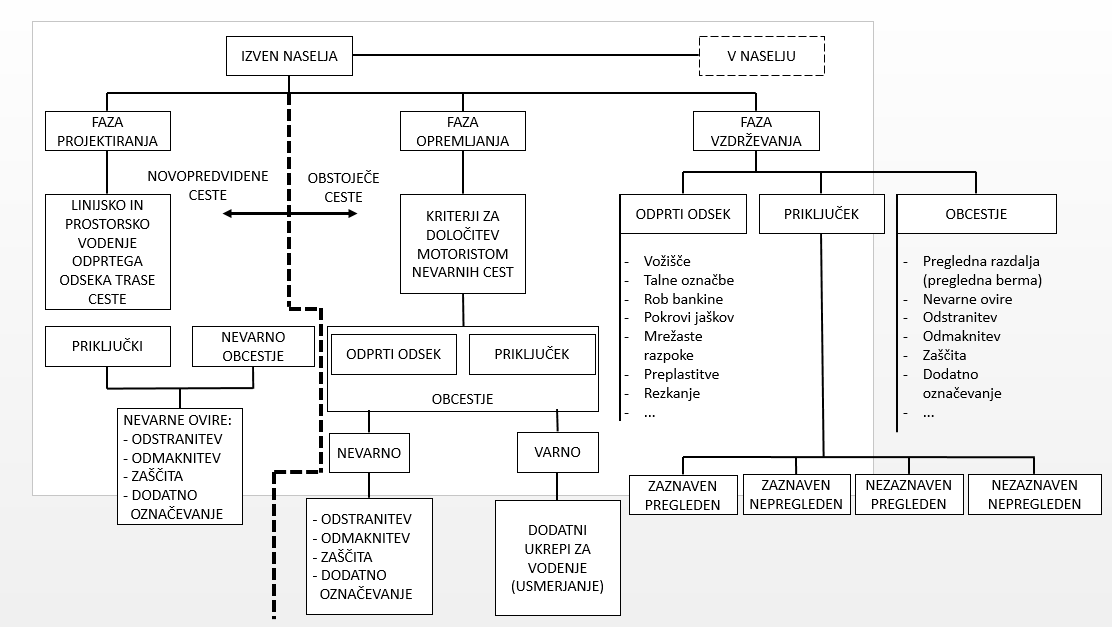 IZVEN NASELJA
V NASELJU
FAZA
PROJEKTIRANJA
FAZA
OPREMLJANJA
FAZA
VZDRŽEVANJA
NOVOPREDVIDENE
CESTE
OBSTOJEČE
CESTE
LINIJSKO IN
PROSTORSKO
VODENJE
ODPRTEGA
ODSEKA TRASE
CESTE
KRITERJI ZA
DOLOČITEV
MOTORISTOM
NEVARNIH CEST
ODPRTI ODSEK
PRIKLJUČEK
OBCESTJE
- Vozišče
- Talne označbe
- Rob bankine
- Pokrovi jaškov
- Mrežaste
razpoke
- Preplastitve
- Rezkanje
- ...
- Pregledna razdalja
(pregledna berma)
- Nevarne ovire
- Odstranitev
- Odmaknitev
- Zaščita
- Dodatno
označevanje
- ...
PRIKLJUČKI
NEVARNO
OBCESTJE
ODPRTI ODSEK
PRIKLJUČEK
OBCESTJE
NEVARNE OVIRE:
- ODSTRANITEV
- ODMAKNITEV
- ZAŠČITA
- DODATNO
OZNAČEVANJE
NEVARNO
VARNO
- ODSTRANITEV
- ODMAKNITEV
- ZAŠČITA
- DODATNO
OZNAČEVANJE
DODATNI
UKREPI ZA
VODENJE
(USMERJANJE)
ZAZNAVEN
PREGLEDEN
ZAZNAVEN
NEPREGLEDEN
NEZAZNAVEN
PREGLEDEN
NEZAZNAVEN
NEPREGLEDEN